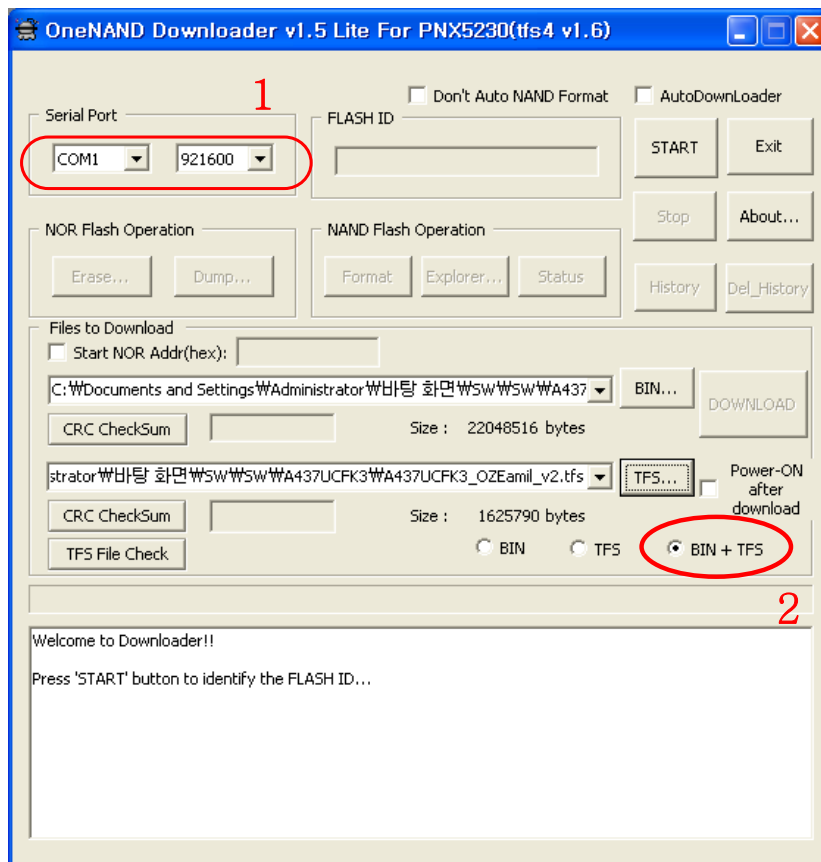 OneNAND Downloader v1.5 Lite For PNX5230(tfs4 v1.6)
1
Don't Auto NAND Format
AutoDownLoader
Serial Port
FLASH ID
COM1
921600
START
Exit
Stop
About...
NOR Flash Operation
NAND Flash Operation
Erase...
Dump...
Format
Explorer...
Status
History
Del_History
Files to Download
Start NOR Addr(hex):
C:₩Documents and Settings₩Administrator₩바탕 화면₩SW₩SW₩A437
BIN...
DOWNLOAD
CRC CheckSum
Size : 22048516 bytes
strator₩바탕 화면₩SW₩SW₩A437UCFK3₩A437UCFK3_OZEamil_v2.tfs
TFS...
Power-ON
after
download
CRC CheckSum
Size : 1625790 bytes
TFS File Check
BIN
TFS
BIN + TFS
2
Welcome to Downloader!!
Press 'START' button to identify the FLASH ID...